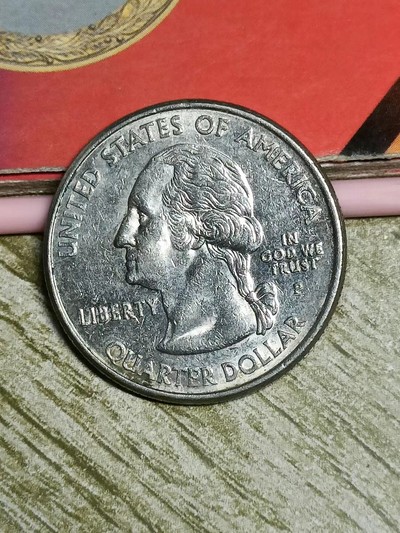 UNITED STATES OF AMERICA
LIBERTY
IN
GOD WE
TRUST
P
QUARTER DOLLAR